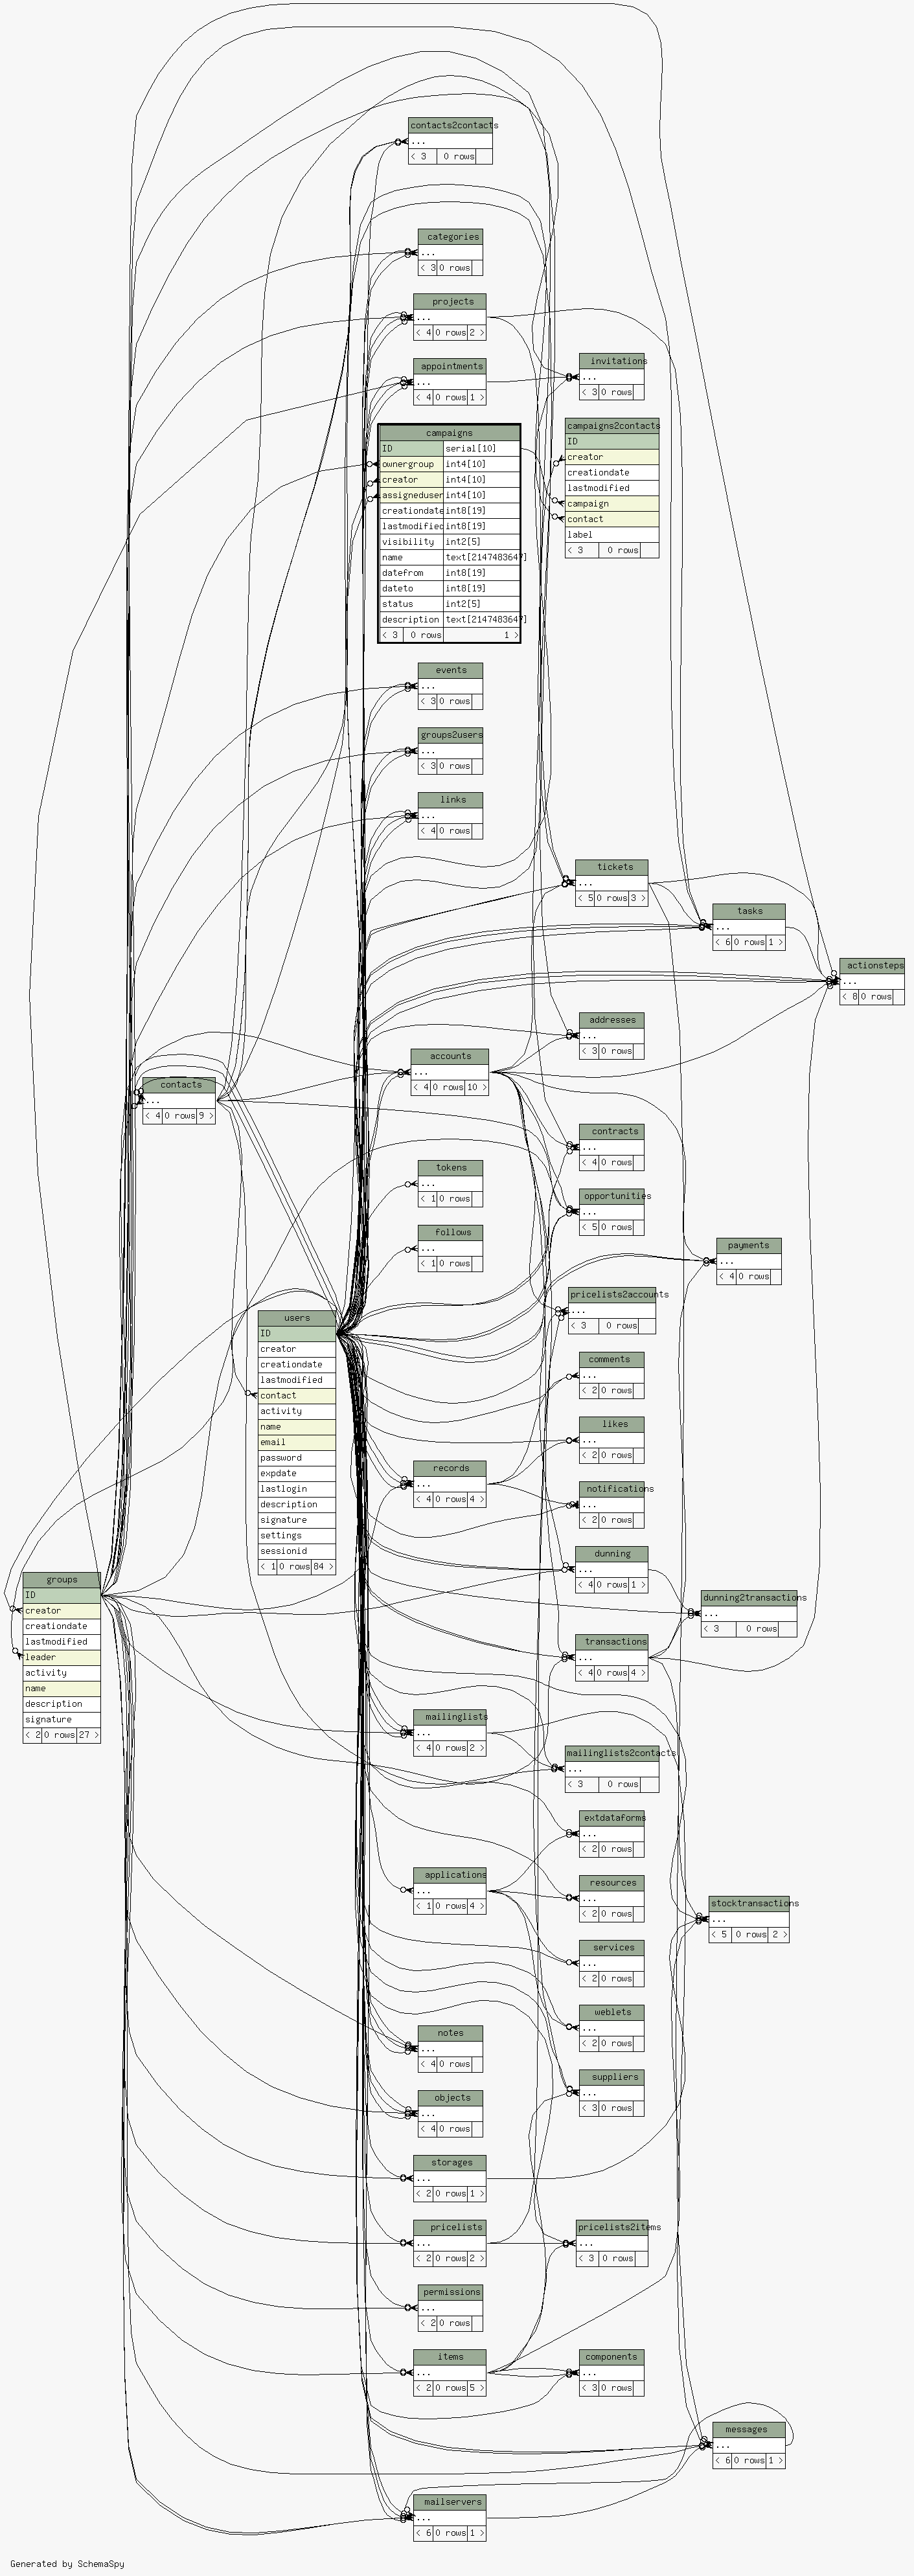 contacts2contacts
...
< 3 0 rows
categories
...
< 3 0 rows
projects
...
< 4 0 rows 2 >
appointments
...
< 4 0 rows 1 >
invitations
...
< 3 0 rows
campaigns
ID serial[10]
ownergroup int4[10]
creator int4[10]
assigneduser int4[10]
creationdate int8[19]
lastmodified int8[19]
visibility int2[5]
name text[2147483647]
datefrom int8[19]
dateto int8[19]
status int2[5]
description text[2147483647]
< 3 0 rows 1 >
campaigns2contacts
ID
creator
creationdate
lastmodified
campaign
contact
label
< 3 0 rows
events
...
< 3 0 rows
groups2users
...
< 3 0 rows
links
...
< 4 0 rows
tickets
...
< 5 0 rows 3 >
tasks
...
< 6 0 rows 1 >
actionsteps
...
< 8 0 rows
addresses
...
< 3 0 rows
accounts
...
< 4 0 rows 10 >
contacts
...
< 4 0 rows 9 >
contracts
...
< 4 0 rows
tokens
...
< 1 0 rows
opportunities
...
< 5 0 rows
follows
...
< 1 0 rows
payments
...
< 4 0 rows
pricelists2accounts
...
< 3 0 rows
users
ID
creator
creationdate
lastmodified
contact
activity
name
email
password
expdate
lastlogin
description
signature
settings
sessionid
< 1 0 rows 84 >
comments
...
< 2 0 rows
likes
...
< 2 0 rows
records
...
< 4 0 rows 4 >
notifications
...
< 2 0 rows
dunning
...
< 4 0 rows 1 >
groups
ID
creator
creationdate
lastmodified
leader
activity
name
description
signature
< 2 0 rows 27 >
dunning2transactions
...
< 3 0 rows
transactions
...
< 4 0 rows 4 >
mailinglists
...
< 4 0 rows 2 >
mailinglists2contacts
...
< 3 0 rows
extdataforms
...
< 2 0 rows
applications
...
< 1 0 rows 4 >
resources
...
< 2 0 rows
stocktransactions
...
< 5 0 rows 2 >
services
...
< 2 0 rows
weblets
...
< 2 0 rows
notes
...
< 4 0 rows
suppliers
...
< 3 0 rows
objects
...
< 4 0 rows
storages
...
< 2 0 rows 1 >
pricelists
...
< 2 0 rows 2 >
pricelists2items
...
< 3 0 rows
permissions
...
< 2 0 rows
items
...
< 2 0 rows 5 >
components
...
< 3 0 rows
messages
...
< 6 0 rows 1 >
mailservers
...
< 6 0 rows 1 >
Generated by SchemaSpy